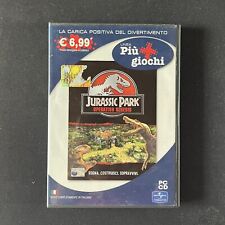 LA CARICA POSITIVA DEL DIVERTIMENTO
€ 6,99
Più
giochi
JURASSIC PARK
OPERATION GENESIS
SOGNA, COSTRUISCI, SOPRAVVIVI.
PC
CD